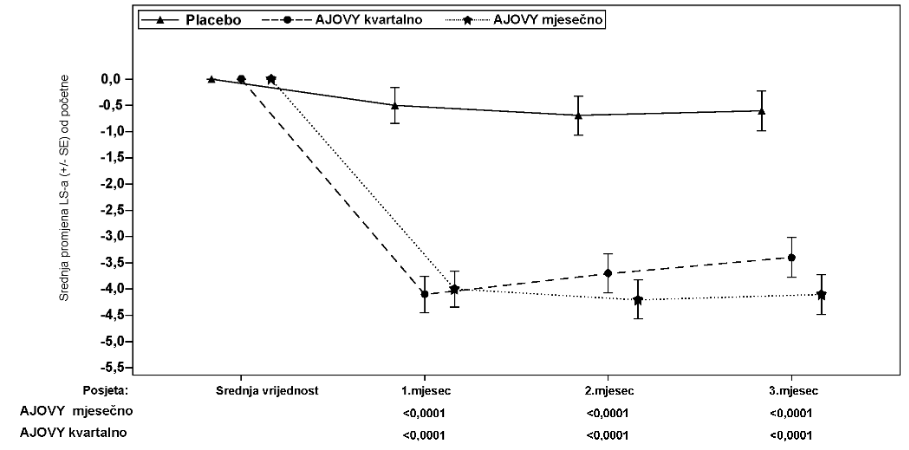 Placebo AJOVY kvartalno AJOVY mjesečno
Srednja promjena LS-a (+/- SE) od početne
0,0
-0,5
-1,0
-1,5
-2,0
-2,5
-3,0
-3,5
-4,0
-4,5
-5,0
-5,5
Posjeta: Srednja vrijednost 1.mjesec 2.mjesec 3.mjesec
AJOVY mjesečno <0,0001 <0,0001 <0,0001
AJOVY kvartalno <0,0001 <0,0001 <0,0001